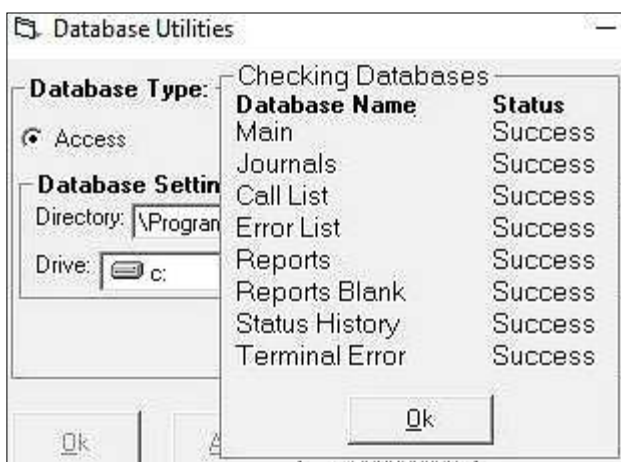 Database Utilities
Database Type:
Access
Database Settin
Directory: \Progran
Drive: c:
Ok
A
Checking Databases
Database Name Status
Main Success
Journals Success
Call List Success
Error List Success
Reports Success
Reports Blank Success
Status History Success
Terminal Error Success
Ok